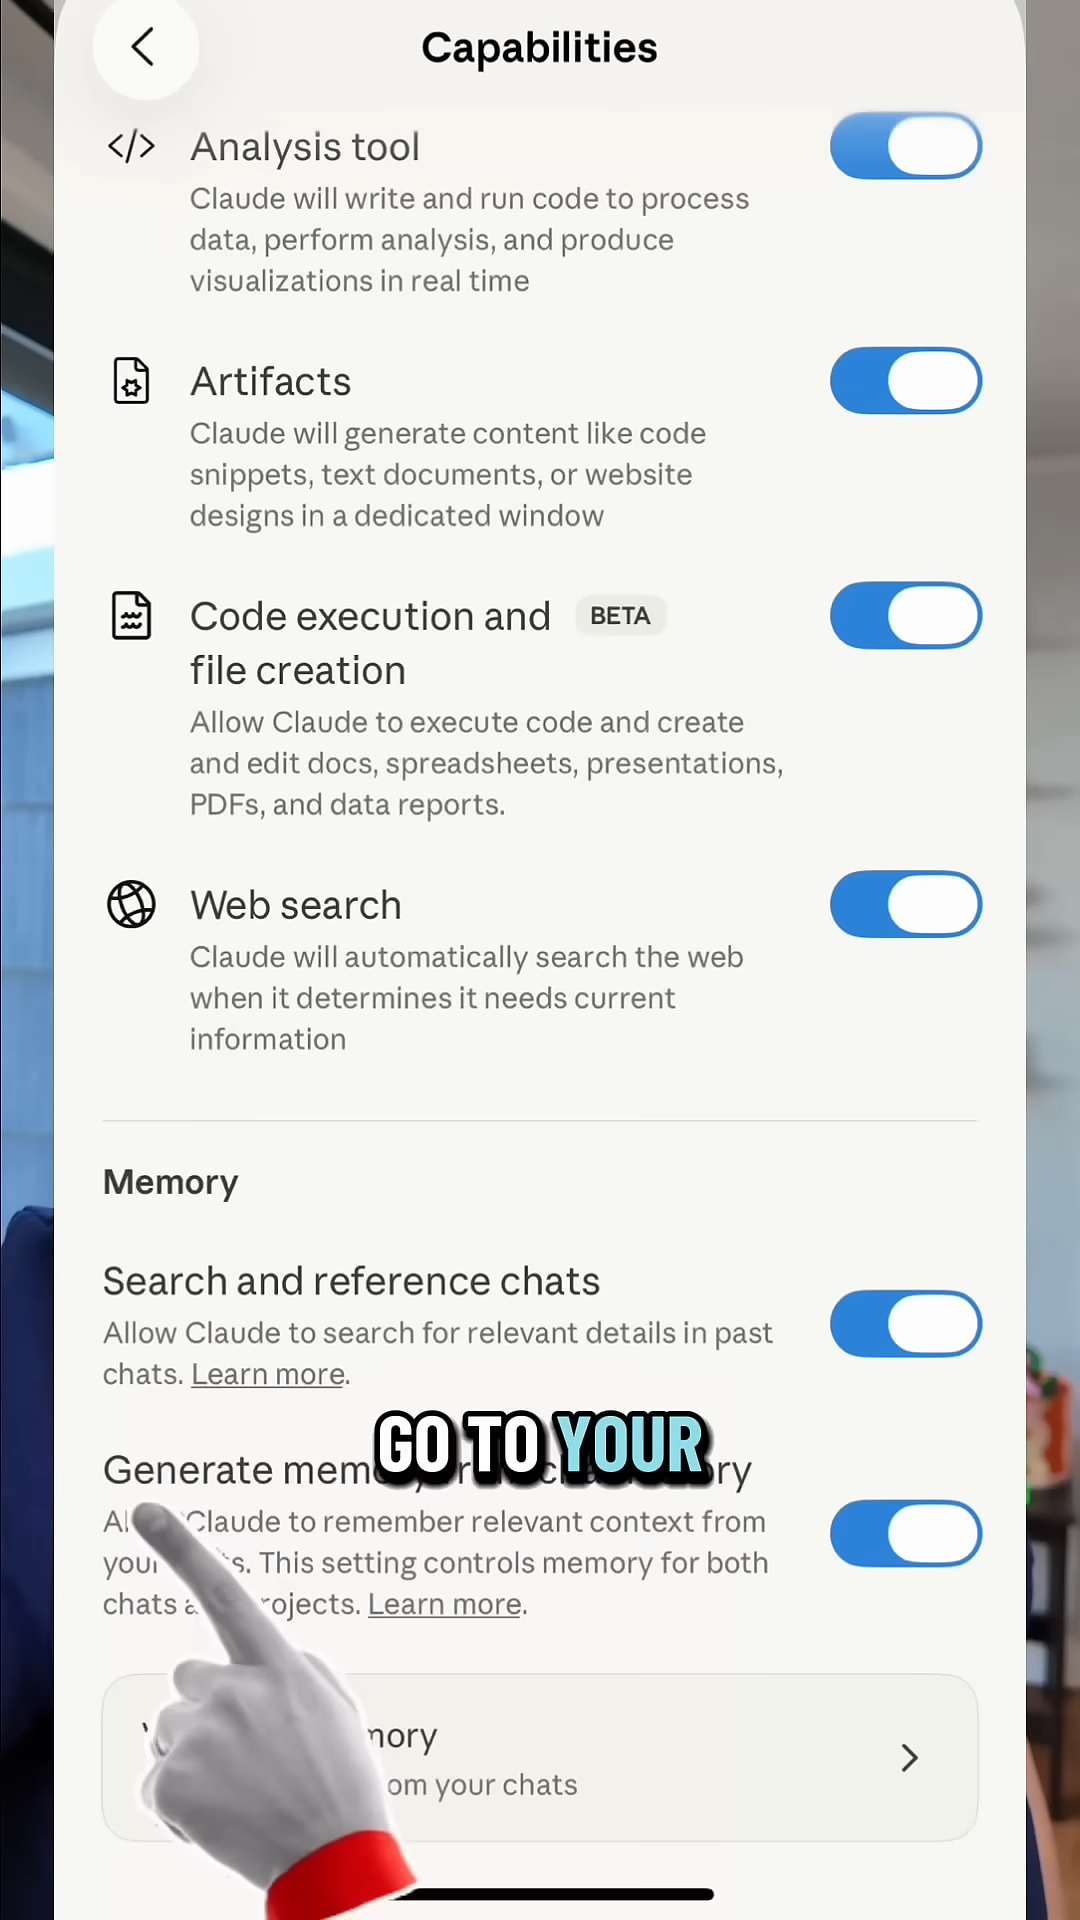 Capabilities
Analysis tool
Claude will write and run code to process
data, perform analysis, and produce
visualizations in real time
Artifacts
Claude will generate content like code
snippets, text documents, or website
designs in a dedicated window
Code execution and BETA
file creation
Allow Claude to execute code and create
and edit docs, spreadsheets, presentations,
PDFs, and data reports.
Web search
Claude will automatically search the web
when it determines it needs current
information
Memory
Search and reference chats
Allow Claude to search for relevant details in past
chats. Learn more.
GO TO YOUR
Generate
Claude to remember relevant context from
This setting controls memory for both
chats Learn more.
your chats